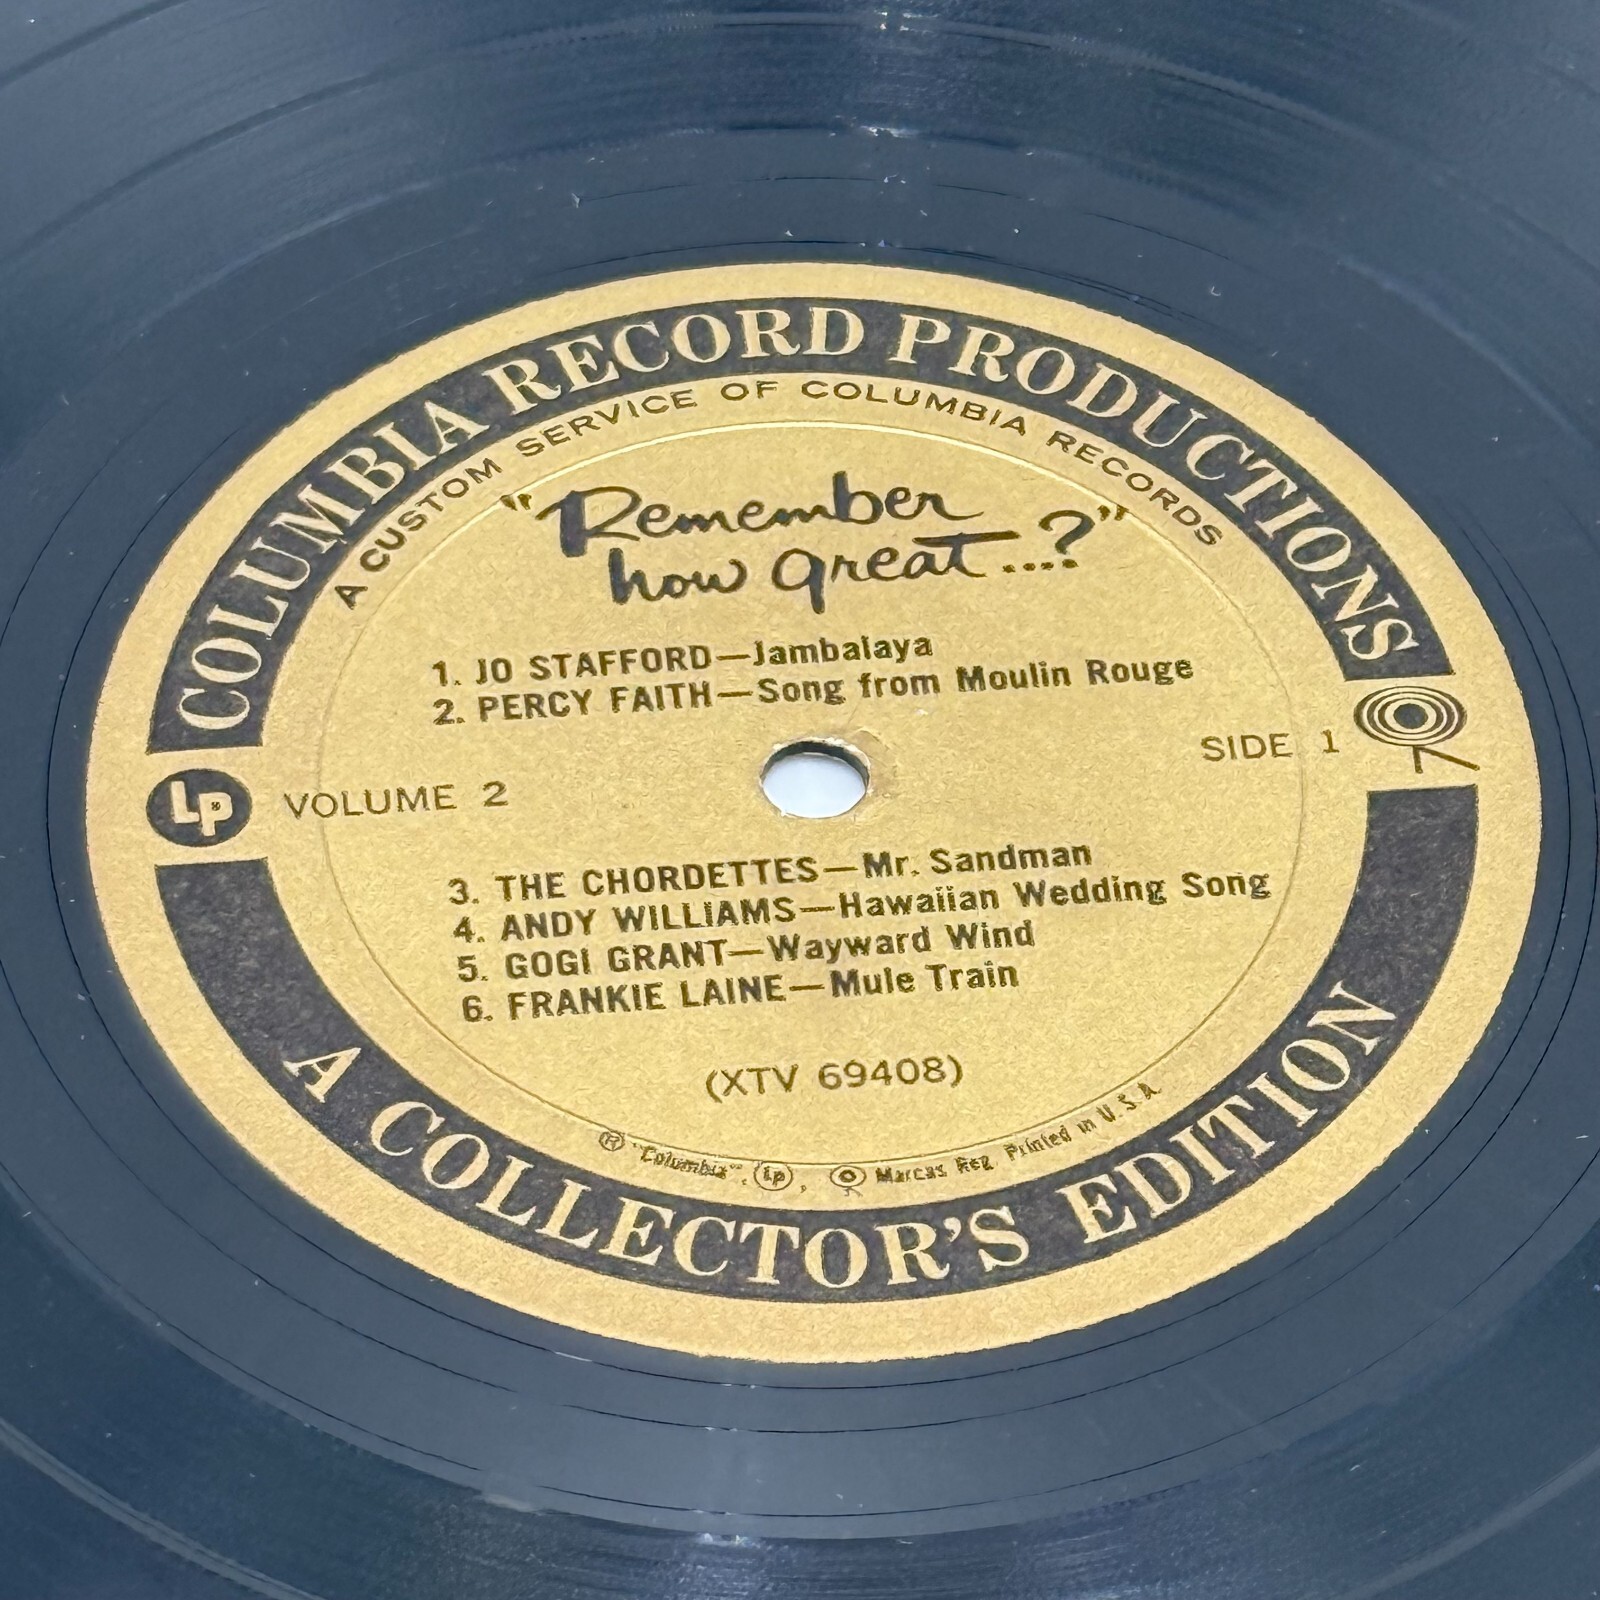 COLUMBIA RECORD PRODUCTIONS
A CUSTOM SERVICE OF COLUMBIA RECORDS
"Remember
how great....?"
1. JO STAFFORD—Jambalaya
2. PERCY FAITH—Song from Moulin Rouge
SIDE 1
Lp
VOLUME 2
3. THE CHORDETTES—Mr. Sandman
4. ANDY WILLIAMS—Hawaiian Wedding Song
5. GOGI GRANT—Wayward Wind
6. FRANKIE LAINE—Mule Train
(XTV 69408)
® "Columbia", Lp, Marcas Reg. Printed in U.S.A.
A COLLECTOR'S EDITION